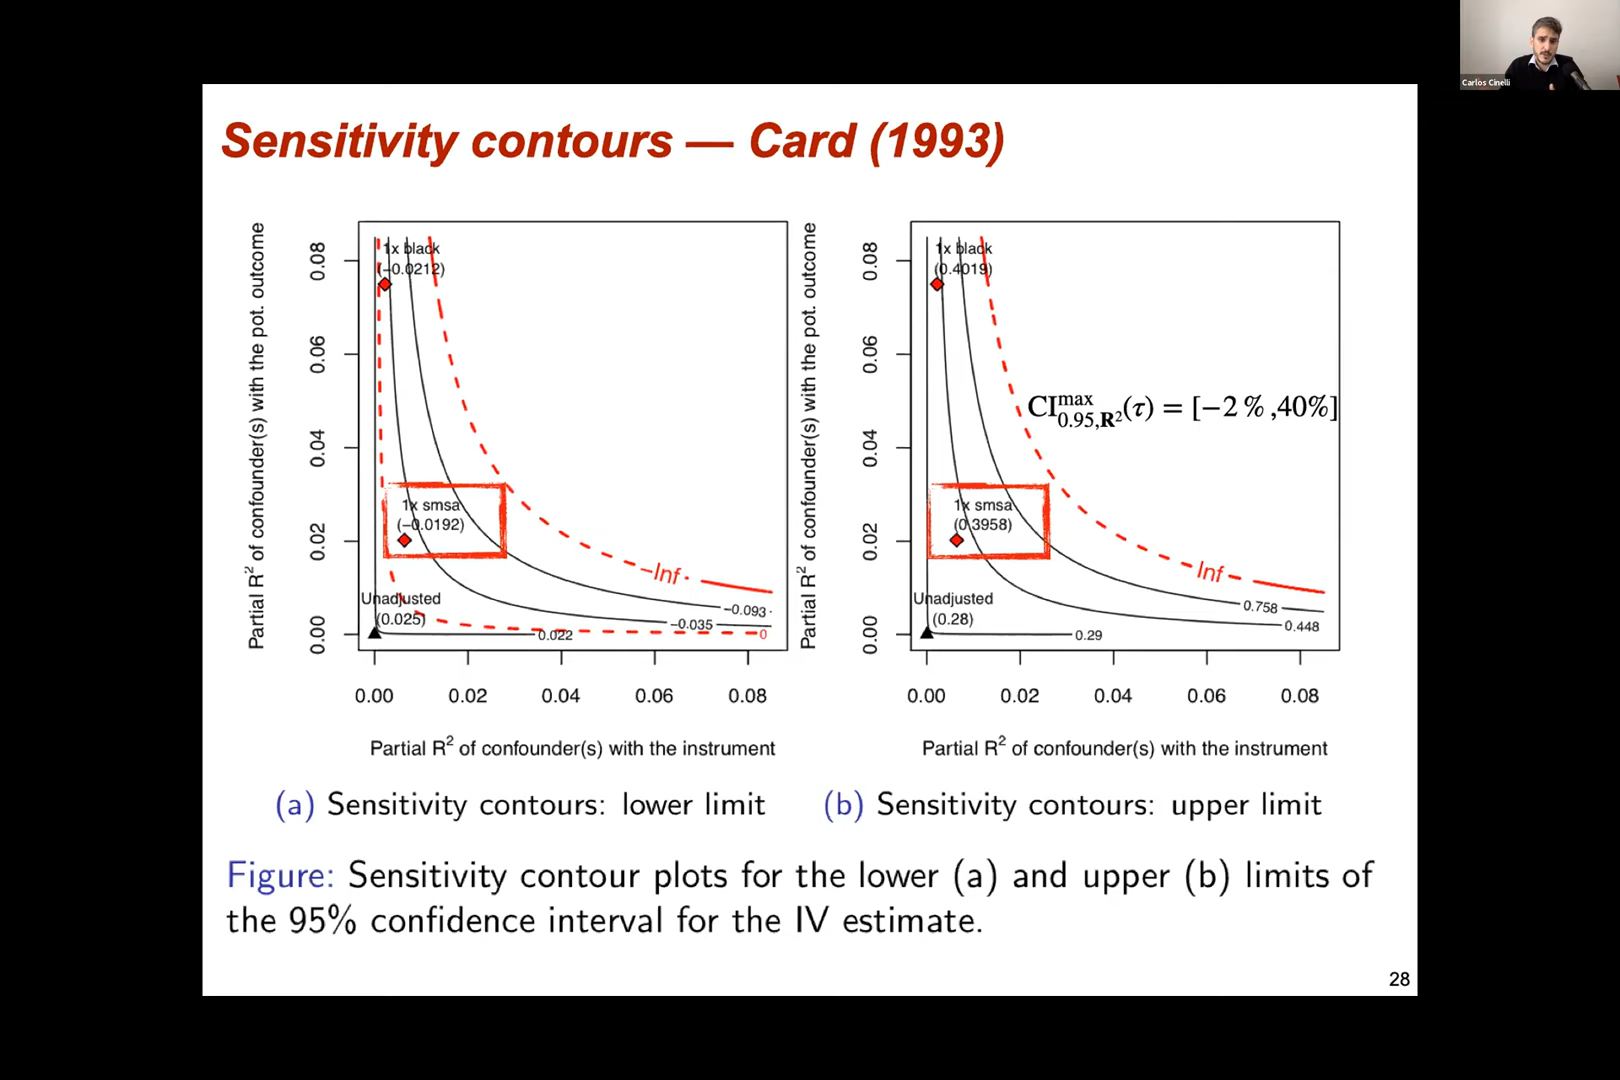 Carlos Cinelli
Sensitivity contours — Card (1993)
Partial R² of confounder(s) with the pot. outcome
0.08
0.06
0.04
0.02
0.00
1x black
(−0.0212)
1x smsa
(−0.0192)
Unadjusted
(0.025)
−Inf
−0.093
−0.035
0
0.022
0.00 0.02 0.04 0.06 0.08
Partial R² of confounder(s) with the instrument
(a) Sensitivity contours: lower limit
Partial R² of confounder(s) with the pot. outcome
0.08
0.06
0.04
0.02
0.00
1x black
(0.4019)
CI^max_0.95,R²(τ) = [−2 % ,40%]
1x smsa
(0.3958)
Unadjusted
(0.28)
Inf
0.758
0.448
0.29
0.00 0.02 0.04 0.06 0.08
Partial R² of confounder(s) with the instrument
(b) Sensitivity contours: upper limit
Figure: Sensitivity contour plots for the lower (a) and upper (b) limits of
the 95% confidence interval for the IV estimate.
28